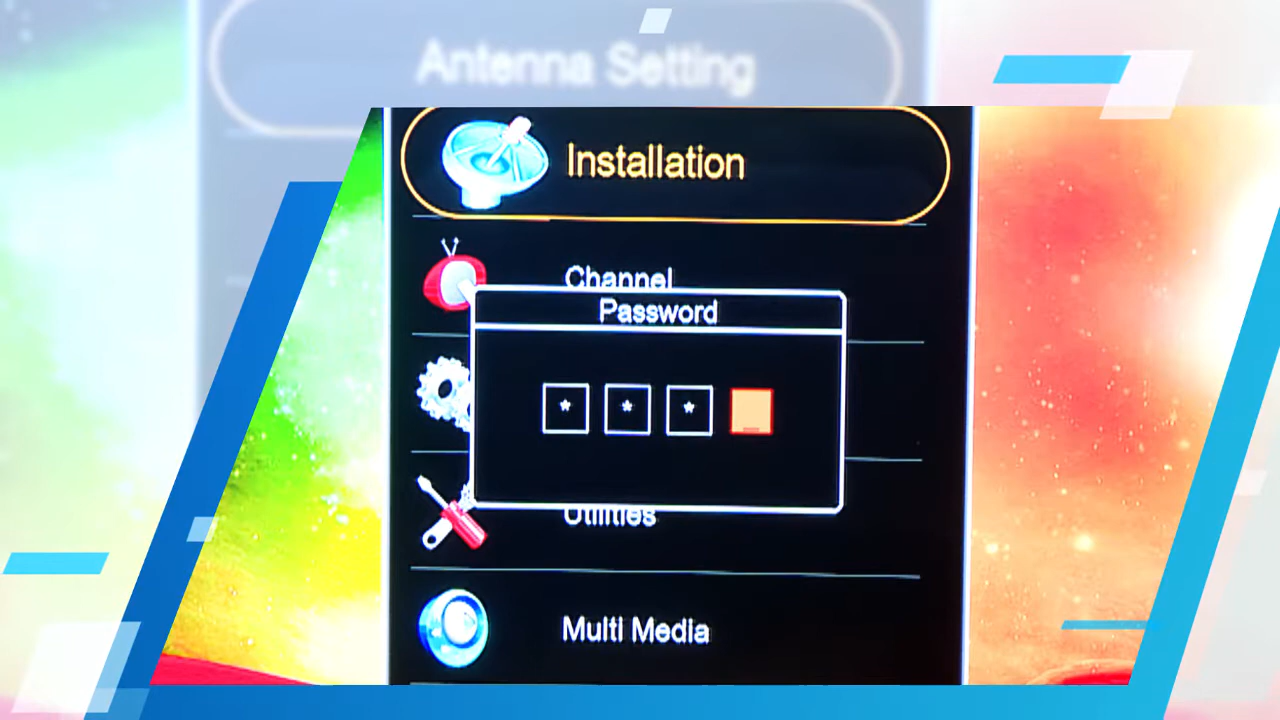 Antenna Setting
Installation
Channel
Password
* * *
Utilities
Multi Media